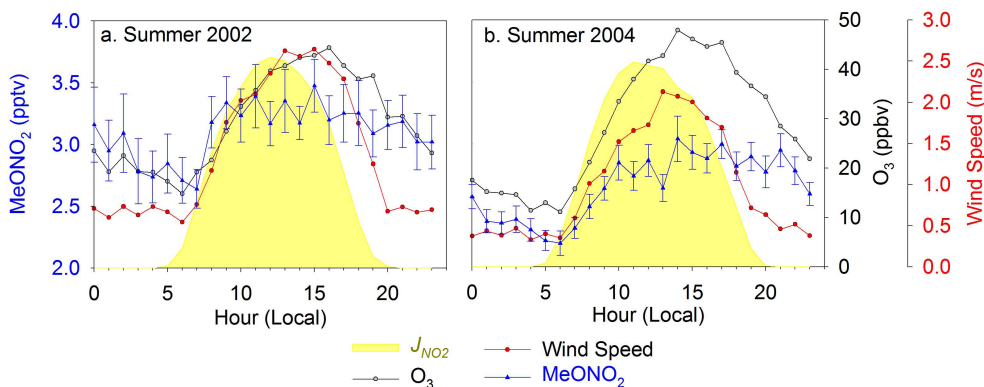 a. Summer 2002
b. Summer 2004
MeONO2 (pptv)
4.0
3.5
3.0
2.5
2.0
0 5 10 15 20
Hour (Local)
0 5 10 15 20
Hour (Local)
50
40
30
20
10
0
O3 (ppbv)
3.0
2.5
2.0
1.5
1.0
0.5
0.0
Wind Speed (m/s)
JNO2
Wind Speed
O3
MeONO2